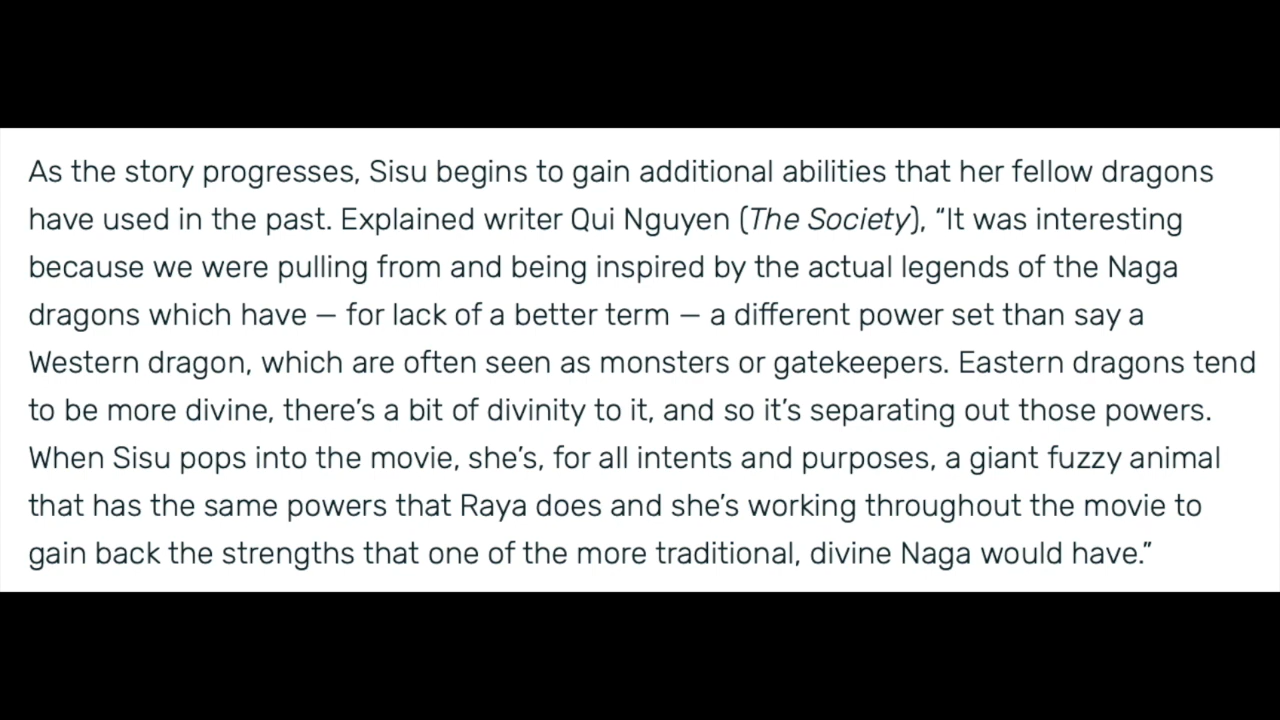 As the story progresses, Sisu begins to gain additional abilities that her fellow dragons
have used in the past. Explained writer Qui Nguyen (The Society), “It was interesting
because we were pulling from and being inspired by the actual legends of the Naga
dragons which have — for lack of a better term — a different power set than say a
Western dragon, which are often seen as monsters or gatekeepers. Eastern dragons tend
to be more divine, there’s a bit of divinity to it, and so it’s separating out those powers.
When Sisu pops into the movie, she’s, for all intents and purposes, a giant fuzzy animal
that has the same powers that Raya does and she’s working throughout the movie to
gain back the strengths that one of the more traditional, divine Naga would have.”